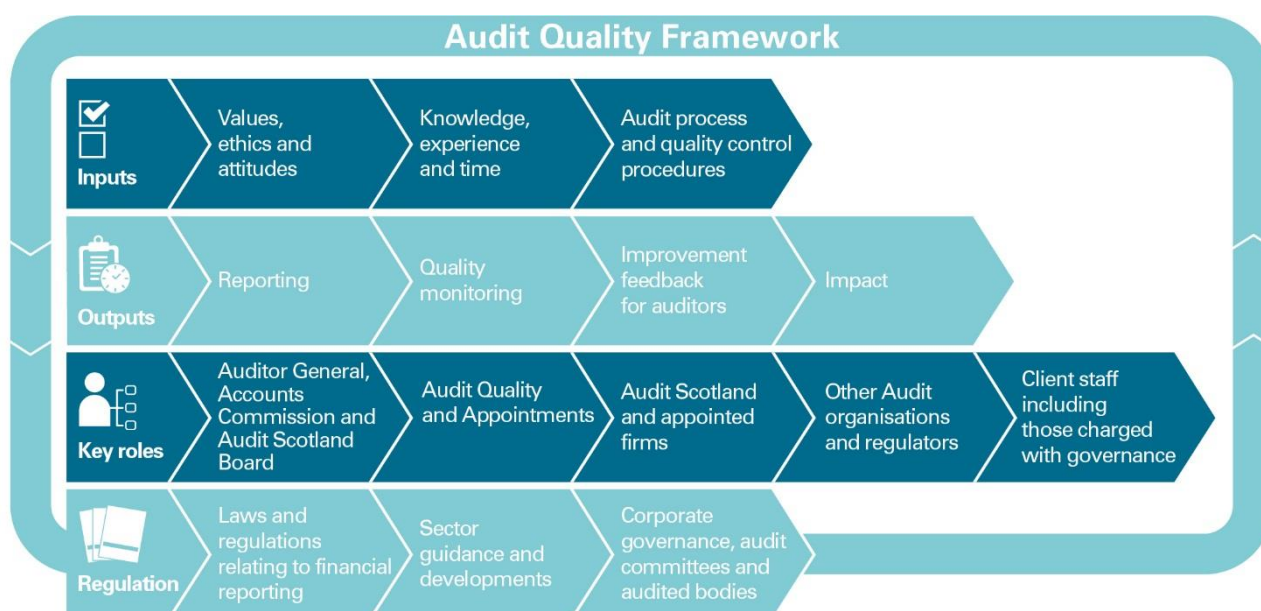 Audit Quality Framework
Inputs
Values,
ethics and
attitudes
Knowledge,
experience
and time
Audit process
and quality control
procedures
Outputs
Reporting
Quality
monitoring
Improvement
feedback
for auditors
Impact
Key roles
Auditor General,
Accounts
Commission and
Audit Scotland
Board
Audit Quality
and Appointments
Audit Scotland
and appointed
firms
Other Audit
organisations
and regulators
Client staff
including
those charged
with governance
Regulation
Laws and
regulations
relating to financial
reporting
Sector
guidance and
developments
Corporate
governance, audit
committees and
audited bodies